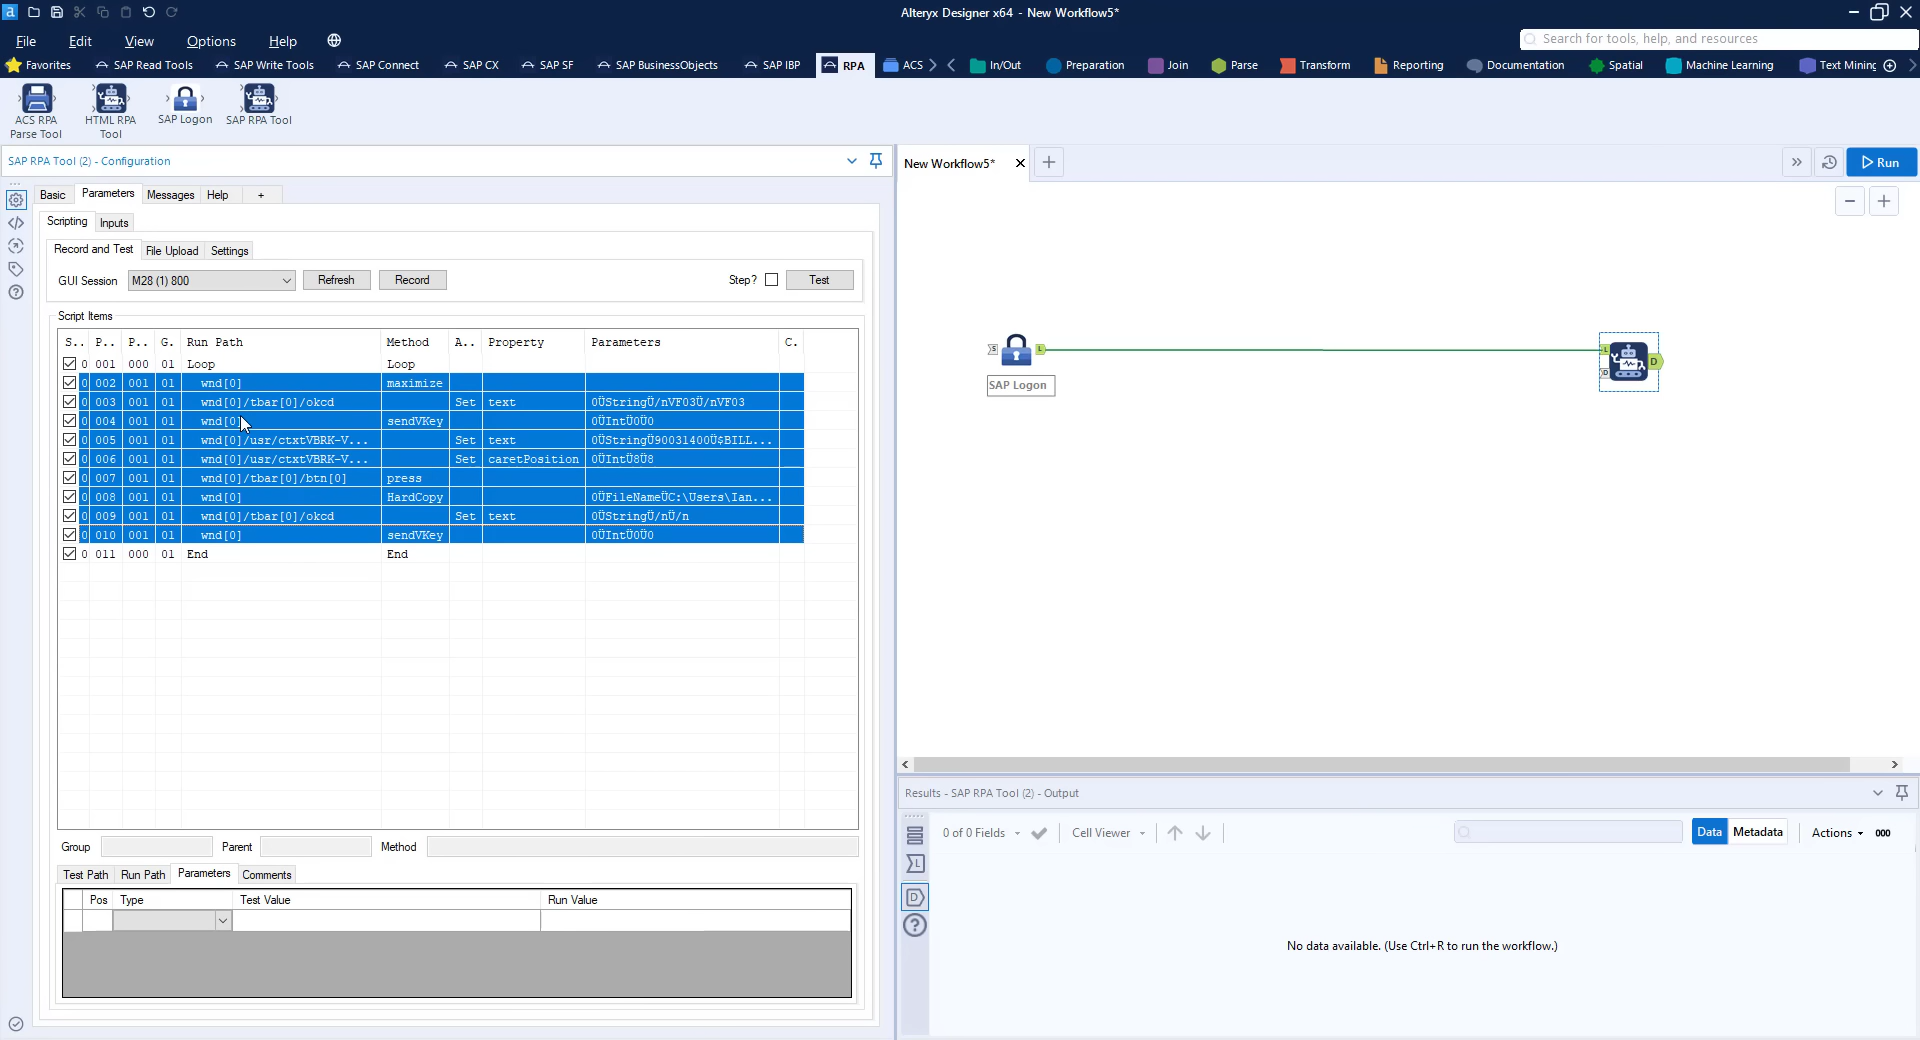 Alteryx Designer x64 - New Workflow5*
File Edit View Options Help
Search for tools, help, and resources
Favorites SAP Read Tools SAP Write Tools SAP Connect SAP CX SAP SF SAP BusinessObjects SAP IBP RPA ACS In/Out Preparation Join Parse Transform Reporting Documentation Spatial Machine Learning Text Mining
ACS RPA Parse Tool
HTML RPA Tool
SAP Logon
SAP RPA Tool
SAP RPA Tool (2) - Configuration
New Workflow5*
Run
Basic Parameters Messages Help +
Scripting Inputs
Record and Test File Upload Settings
GUI Session M28 (1) 800 Refresh Record Step? Test
Script Items
S.. P.. P.. G. Run Path Method A.. Property Parameters C.
0 001 000 01 Loop Loop
0 002 001 01 wnd[0] maximize
0 003 001 01 wnd[0]/tbar[0]/okcd Set text 0ÜStringÜ/nVF03Ü/nVF03
0 004 001 01 wnd[0] sendVKey 0ÜIntÜ0Ü0
0 005 001 01 wnd[0]/usr/ctxtVBRK-V... Set text 0ÜStringÜ90031400Ü$BILL...
0 006 001 01 wnd[0]/usr/ctxtVBRK-V... Set caretPosition 0ÜIntÜ8Ü8
0 007 001 01 wnd[0]/tbar[0]/btn[0] press
0 008 001 01 wnd[0] HardCopy 0ÜFileNameÜC:\Users\Ian...
0 009 001 01 wnd[0]/tbar[0]/okcd Set text 0ÜStringÜ/nÜ/n
0 010 001 01 wnd[0] sendVKey 0ÜIntÜ0Ü0
0 011 000 01 End End
Group Parent Method
Test Path Run Path Parameters Comments
Pos Type Test Value Run Value
S L
SAP Logon
L D D
Results - SAP RPA Tool (2) - Output
0 of 0 Fields Cell Viewer Data Metadata Actions 000
L
D
No data available. (Use Ctrl+R to run the workflow.)